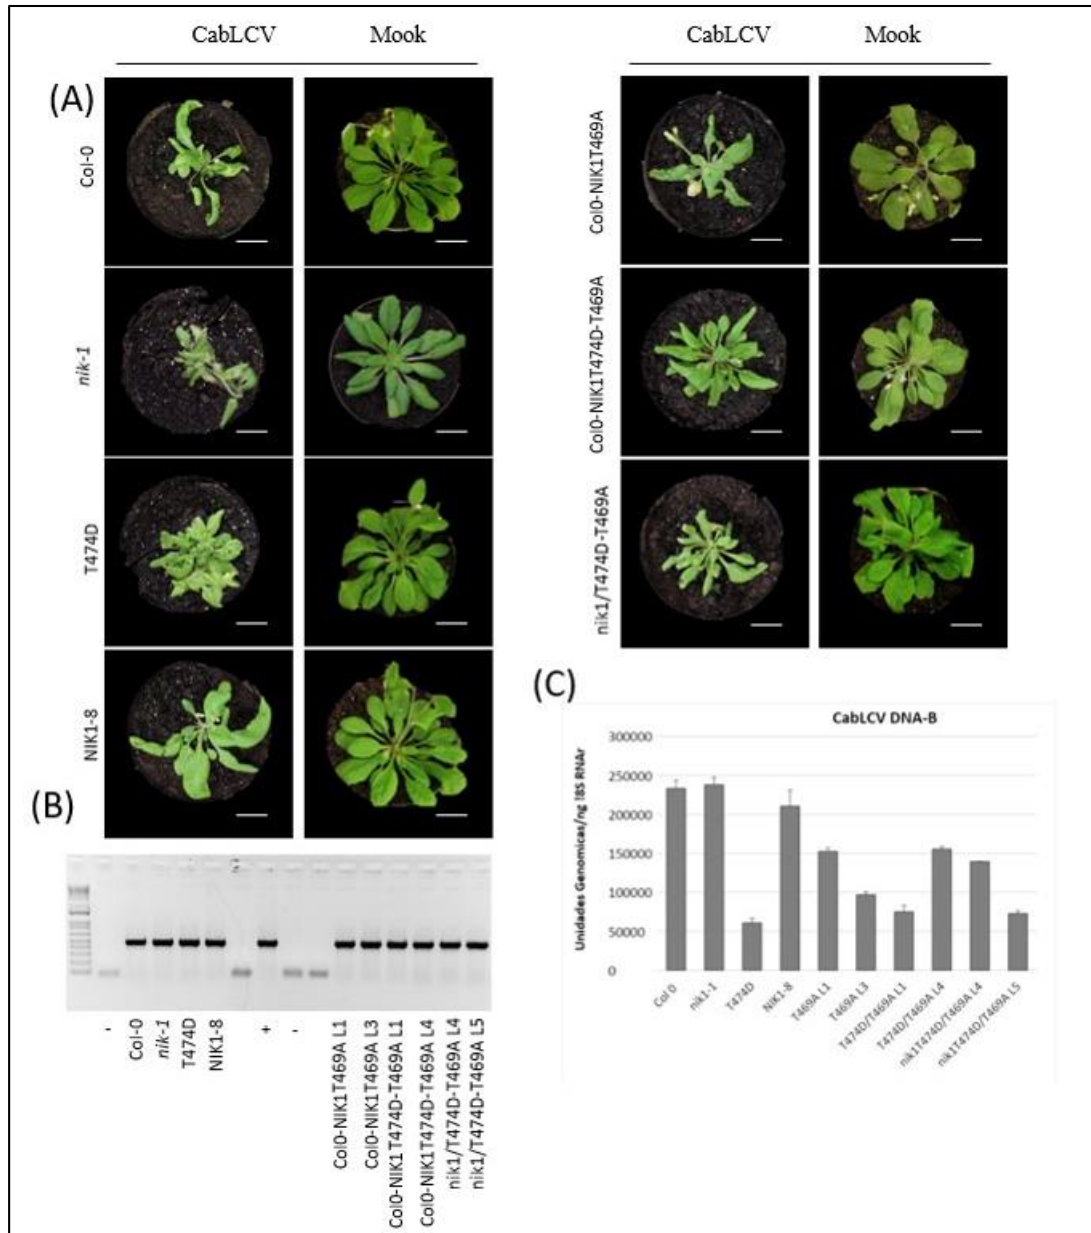 CabLCV Mook
(A)
Col-0
nik-1
T474D
NIK1-8
CabLCV Mook
Col0-NIK1T469A
Col0-NIK1T474D-T469A
nik1/T474D-T469A
(B)
-
Col-0
nik-1
T474D
NIK1-8
+
-
Col0-NIK1T469A L1
Col0-NIK1T469A L3
Col0-NIK1T474D-T469A L1
Col0-NIK1T474D-T469A L4
nik1/T474D-T469A L4
nik1/T474D-T469A L5
(C)
CabLCV DNA-B
Unidades Genomicas/ng 18S RNAr
300000
250000
200000
150000
100000
50000
0
Col 0
nik1-1
T474D
NIK1-8
T469A L1
T469A L3
T474D/T469A L1
T474D/T469A L4
nik1T474D/T469A L4
nik1T474D/T469A L5